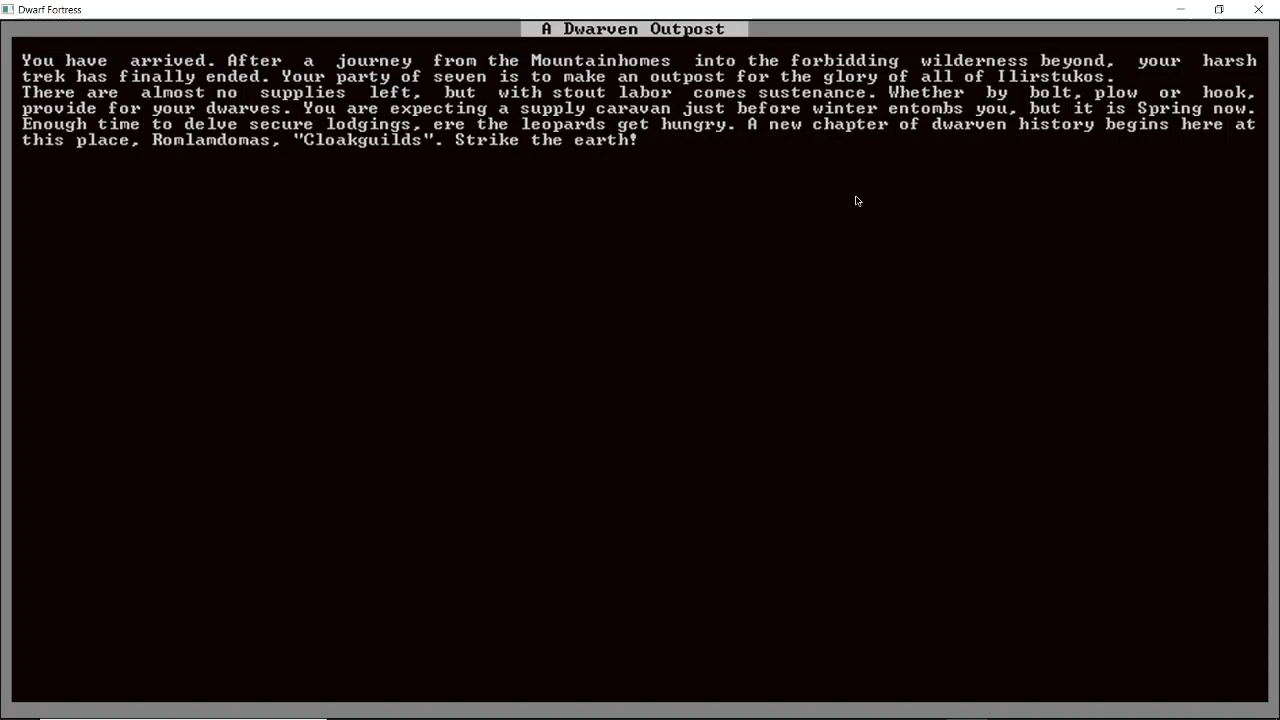 Dwarf Fortress
A Dwarven Outpost
You have arrived. After a journey from the Mountainhomes into the forbidding wilderness beyond, your harsh
trek has finally ended. Your party of seven is to make an outpost for the glory of all of Ilirstukos.
There are almost no supplies left, but with stout labor comes sustenance. Whether by bolt, plow or hook,
provide for your dwarves. You are expecting a supply caravan just before winter entombs you, but it is Spring now.
Enough time to delve secure lodgings, ere the leopards get hungry. A new chapter of dwarven history begins here at
this place, Romlamdomas, "Cloakguilds". Strike the earth!